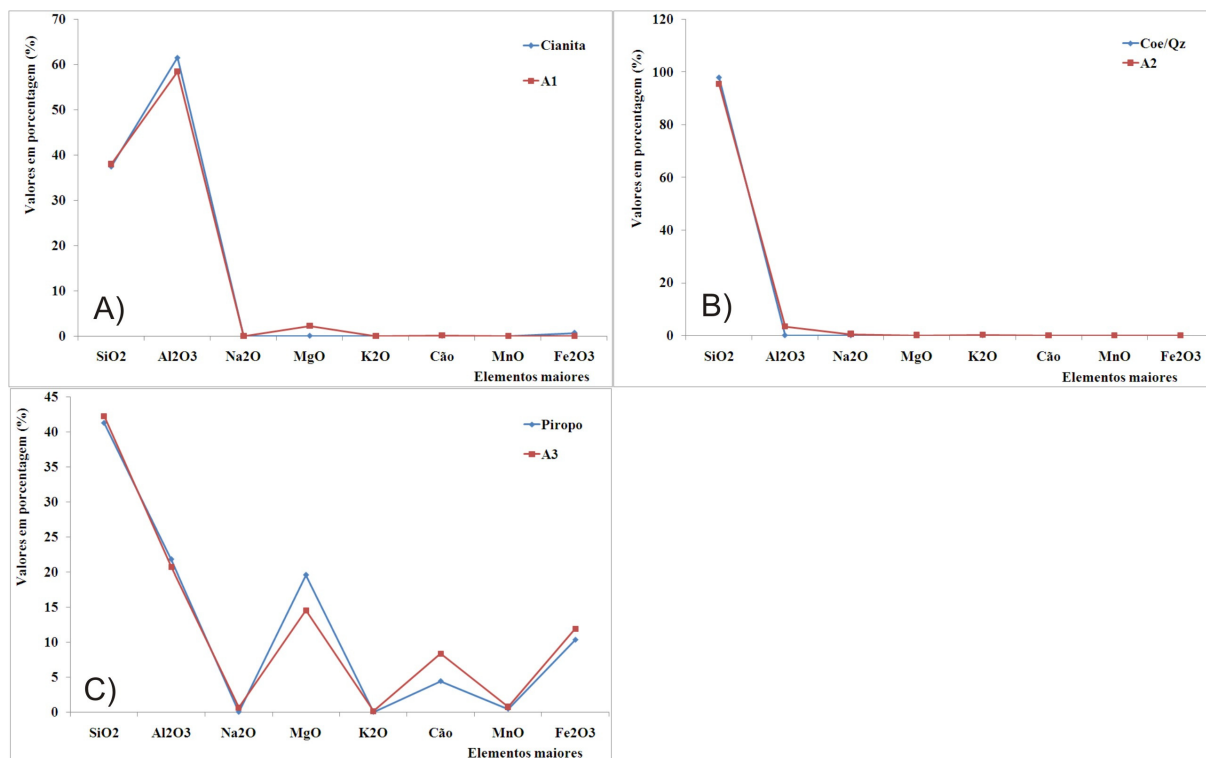 Valores em porcentagem (%)
70
60
50
40
30
20
10
0
Cianita
A1
A)
SiO2 Al2O3 Na2O MgO K2O Cão MnO Fe2O3
Elementos maiores
Valores em porcentagem (%)
120
100
80
60
40
20
0
Coe/Qz
A2
B)
SiO2 Al2O3 Na2O MgO K2O Cão MnO Fe2O3
Elementos maiores
Valores em porcentagem (%)
45
40
35
30
25
20
15
10
5
0
Piropo
A3
C)
SiO2 Al2O3 Na2O MgO K2O Cão MnO Fe2O3
Elementos maiores